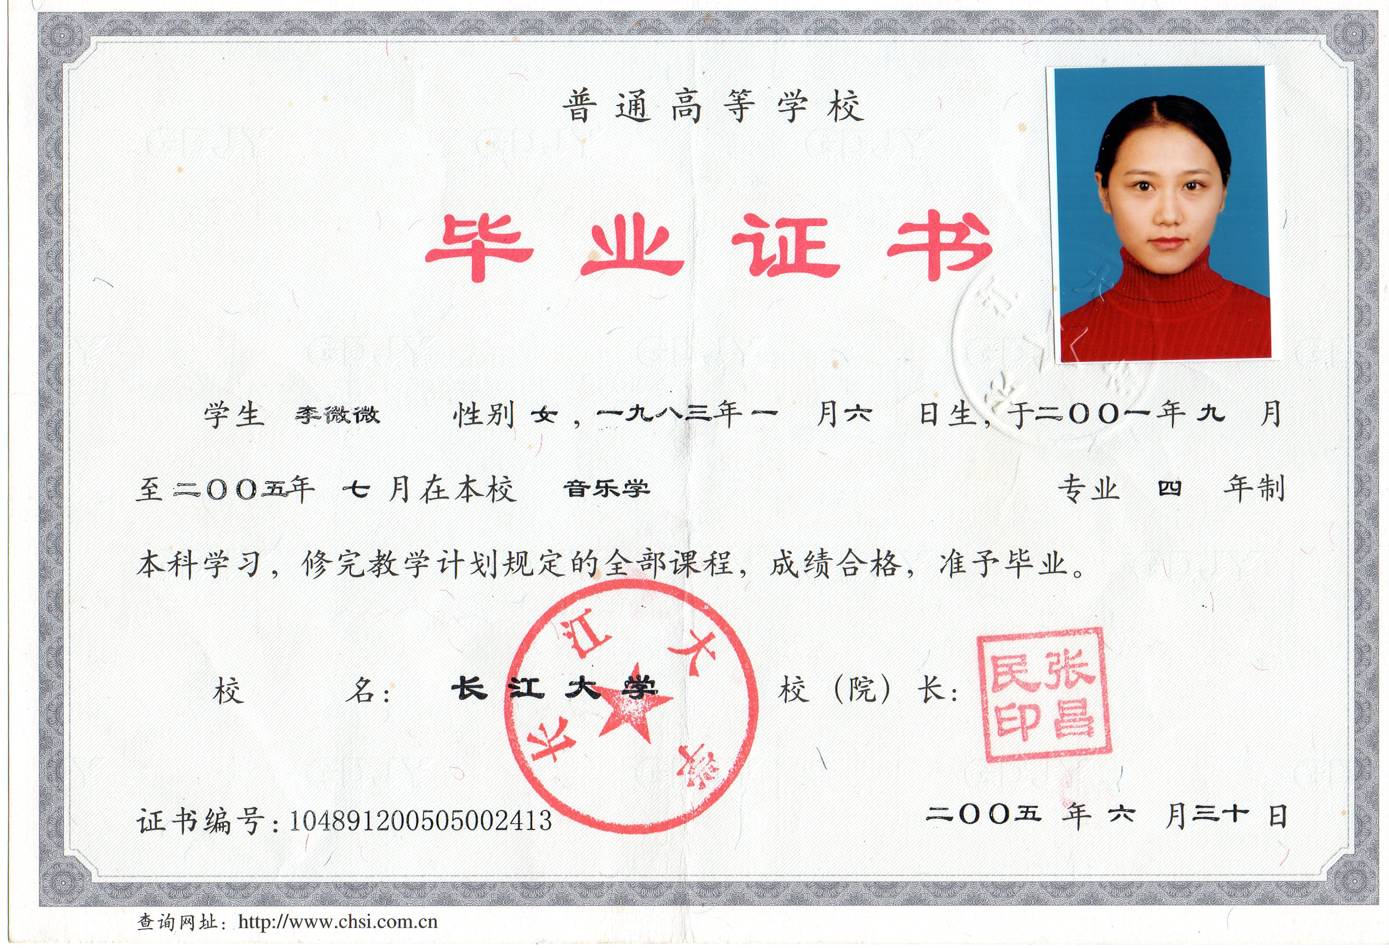 普通高等学校
毕业证书
学生 李微微 性别 女，一九八三年一 月六 日生，于二〇〇一年 九 月
至 二〇〇五年 七 月在本校 音乐学 专业 四 年制
本科学习，修完教学计划规定的全部课程，成绩合格，准予毕业。
校 名： 长江大学 校（院）长：
长江大学
张昌民印
证书编号：104891200505002413
二〇〇五 年 六 月三十 日
查询网址：http://www.chsi.com.cn